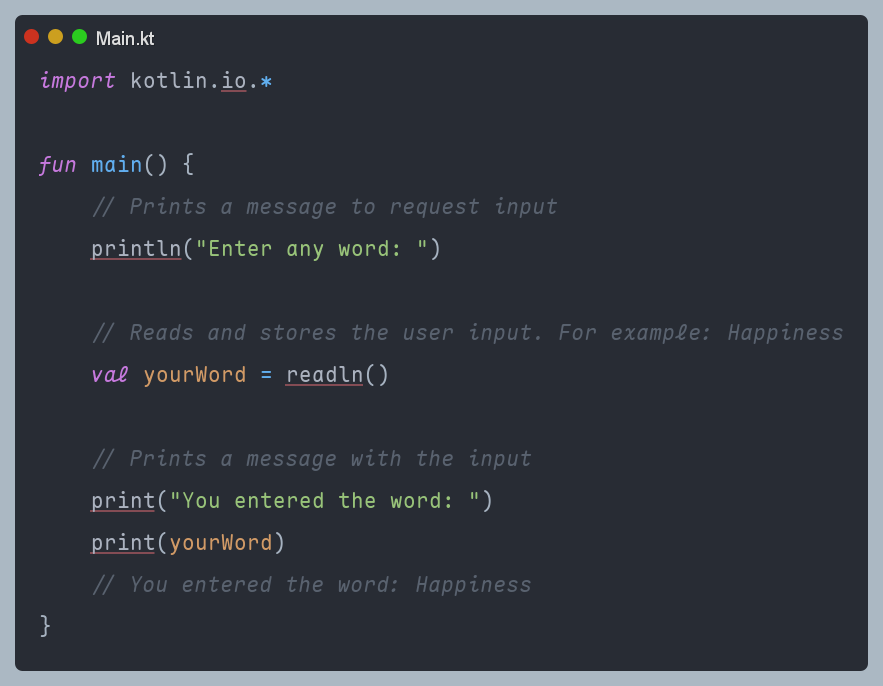 Main.kt
import kotlin.io.*
fun main() {
    // Prints a message to request input
    println("Enter any word: ")
    // Reads and stores the user input. For example: Happiness
    val yourWord = readln()
    // Prints a message with the input
    print("You entered the word: ")
    print(yourWord)
    // You entered the word: Happiness
}